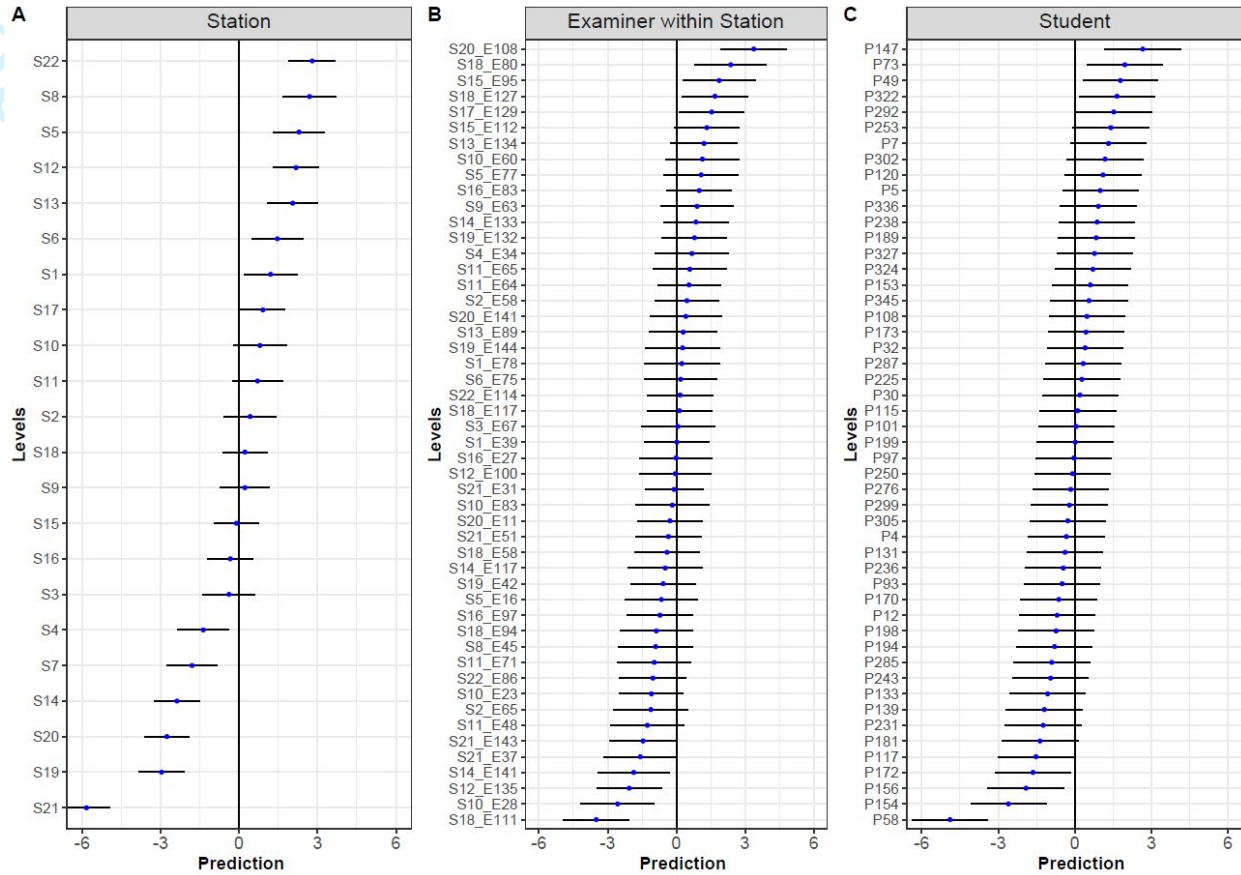 A
Station
S22
S8
S5
S12
S13
S6
S1
S17
S10
S11
S2
S18
S9
S15
S16
S3
S4
S7
S14
S20
S19
S21
Levels
-6
-3
0
3
6
Prediction
B
Examiner within Station
S20_E108
S18_E80
S15_E95
S18_E127
S17_E129
S15_E112
S13_E134
S10_E60
S5_E77
S16_E83
S9_E63
S14_E133
S19_E132
S4_E34
S11_E65
S11_E64
S2_E58
S20_E141
S13_E89
S19_E144
S1_E78
S6_E75
S22_E114
S18_E117
S3_E67
S1_E39
S16_E27
S12_E100
S21_E31
S10_E83
S20_E11
S21_E51
S18_E58
S14_E117
S19_E42
S5_E16
S16_E97
S18_E94
S8_E45
S11_E71
S22_E86
S10_E23
S2_E65
S11_E48
S21_E143
S21_E37
S14_E141
S12_E135
S10_E28
S18_E111
Levels
-6
-3
0
3
6
Prediction
C
Student
P147
P73
P49
P322
P292
P253
P7
P302
P120
P5
P336
P238
P189
P327
P324
P153
P345
P108
P173
P32
P287
P225
P30
P115
P101
P199
P97
P250
P276
P299
P305
P4
P131
P236
P93
P170
P12
P198
P194
P285
P243
P133
P139
P231
P181
P117
P172
P156
P154
P58
Levels
-6
-3
0
3
6
Prediction